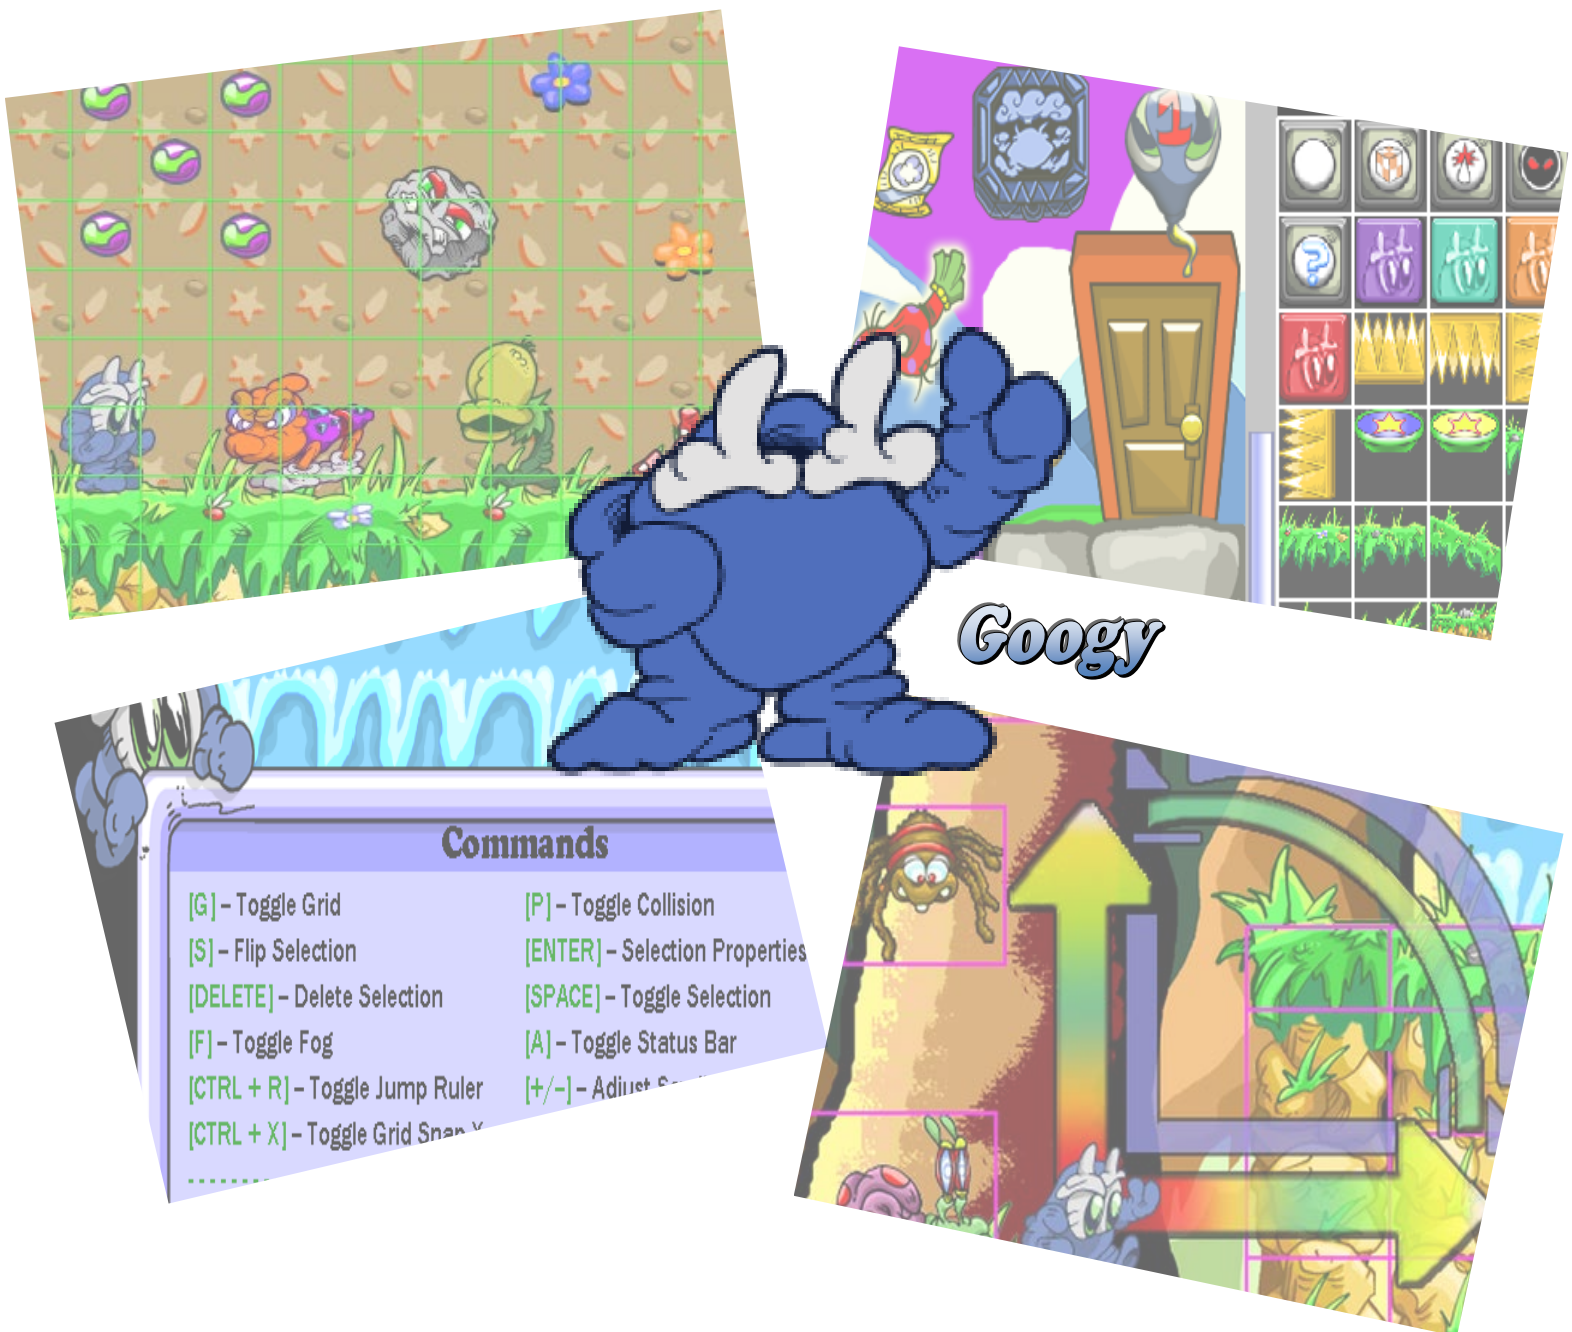 1
?
Googy
Commands
[G] – Toggle Grid
[P] – Toggle Collision
[S] – Flip Selection
[ENTER] – Selection Properties
[DELETE] – Delete Selection
[SPACE] – Toggle Selection
[F] – Toggle Fog
[A] – Toggle Status Bar
[CTRL + R] – Toggle Jump Ruler
[+/–] – Adjust
[CTRL + X] – Toggle Grid Snap X